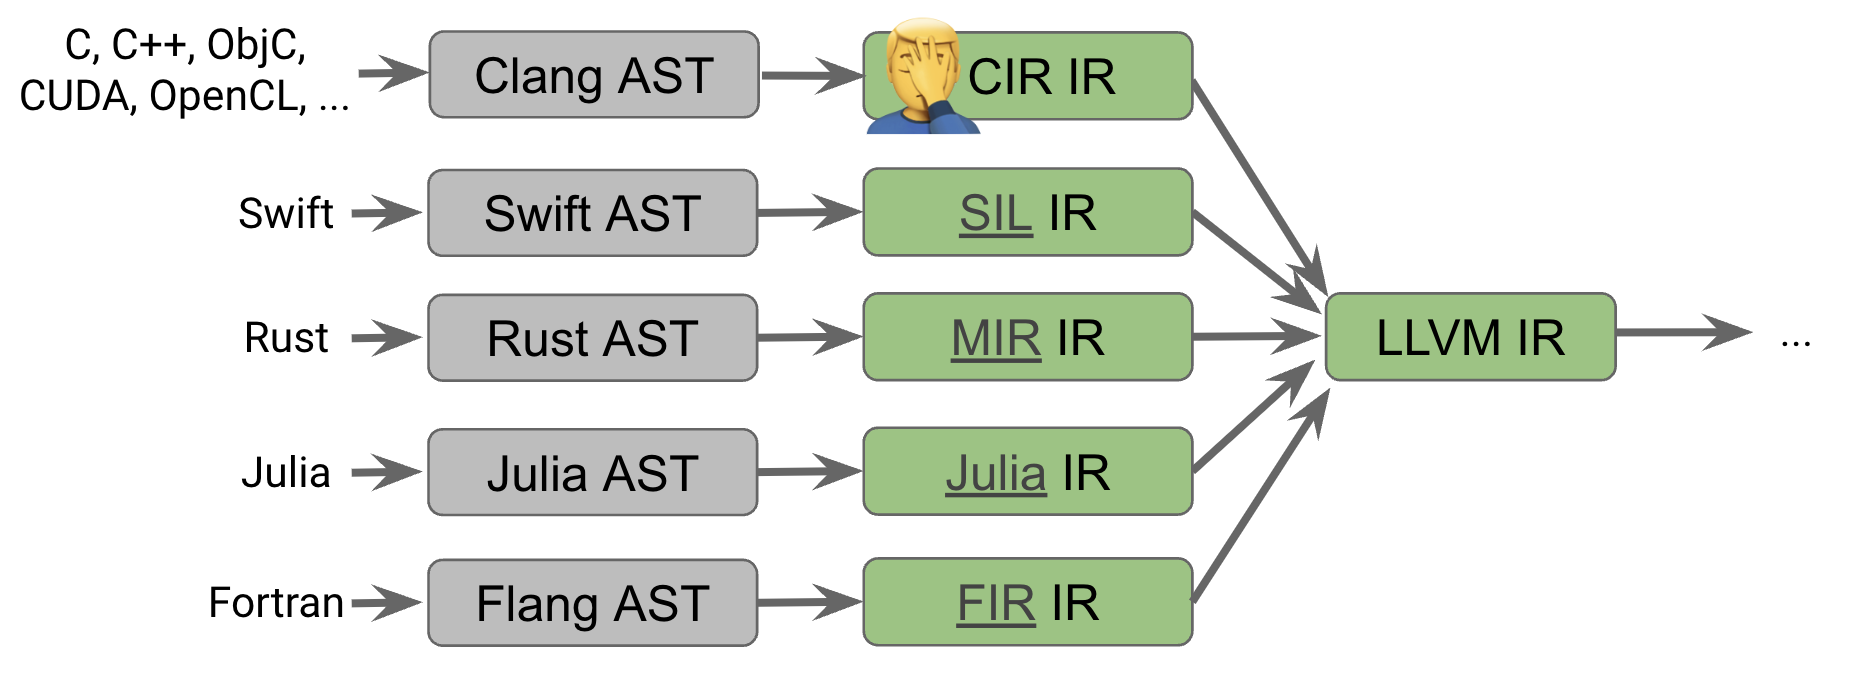 C, C++, ObjC,
CUDA, OpenCL, ...
Clang AST
CIR IR
Swift
Swift AST
SIL IR
Rust
Rust AST
MIR IR
LLVM IR
...
Julia
Julia AST
Julia IR
Fortran
Flang AST
FIR IR